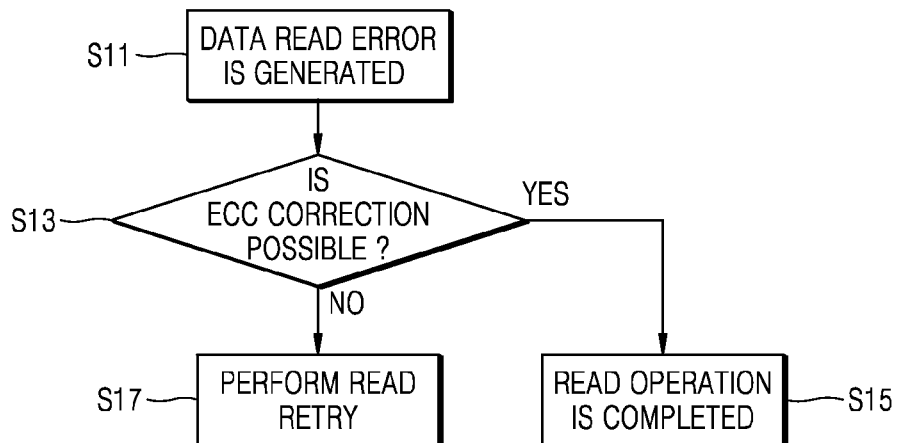 S11
DATA READ ERROR
IS GENERATED
S13
IS
ECC CORRECTION
POSSIBLE ?
YES
NO
S17
PERFORM READ
RETRY
READ OPERATION
IS COMPLETED
S15